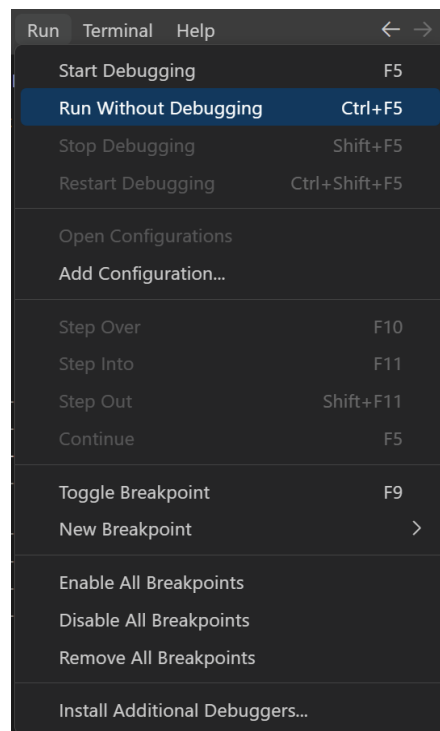 Run Terminal Help ← →
Start Debugging F5
Run Without Debugging Ctrl+F5
Stop Debugging Shift+F5
Restart Debugging Ctrl+Shift+F5
Open Configurations
Add Configuration...
Step Over F10
Step Into F11
Step Out Shift+F11
Continue F5
Toggle Breakpoint F9
New Breakpoint >
Enable All Breakpoints
Disable All Breakpoints
Remove All Breakpoints
Install Additional Debuggers...